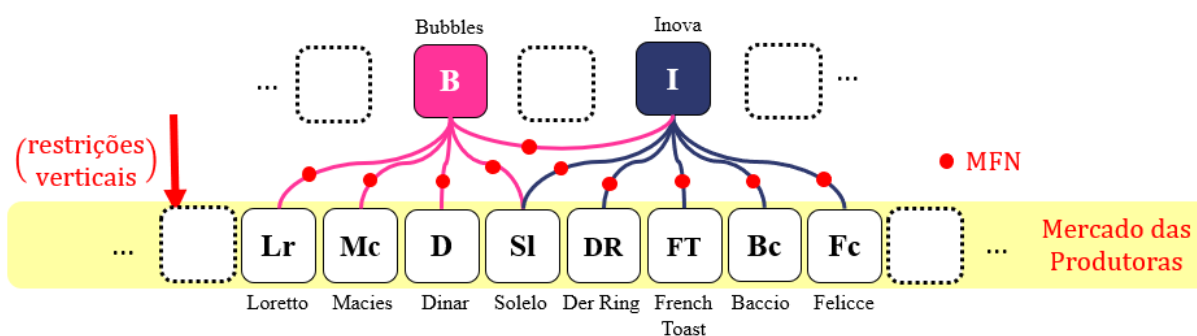 Bubbles
Inova
...
B
I
...
(restrições
verticais)
MFN
...
Lr
Mc
D
Sl
DR
FT
Bc
Fc
...
Mercado das
Produtoras
Loretto
Macies
Dinar
Solelo
Der Ring
French
Toast
Baccio
Felicce